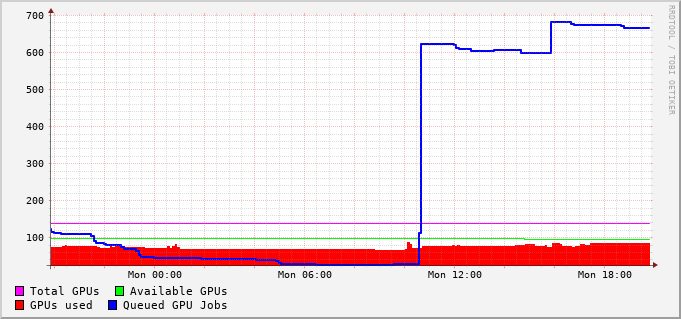 700
600
500
400
300
200
100
Mon 00:00 Mon 06:00 Mon 12:00 Mon 18:00
Total GPUs Available GPUs
GPUs used Queued GPU Jobs
RRDTOOL / TOBI OETIKER